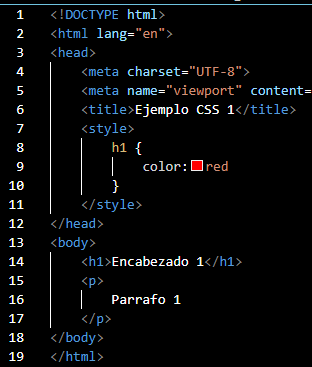 1 <!DOCTYPE html>
2 <html lang="en">
3 <head>
4 <meta charset="UTF-8">
5 <meta name="viewport" content=
6 <title>Ejemplo CSS 1</title>
7 <style>
8 h1 {
9 color:red
10 }
11 </style>
12 </head>
13 <body>
14 <h1>Encabezado 1</h1>
15 <p>
16 Parrafo 1
17 </p>
18 </body>
19 </html>